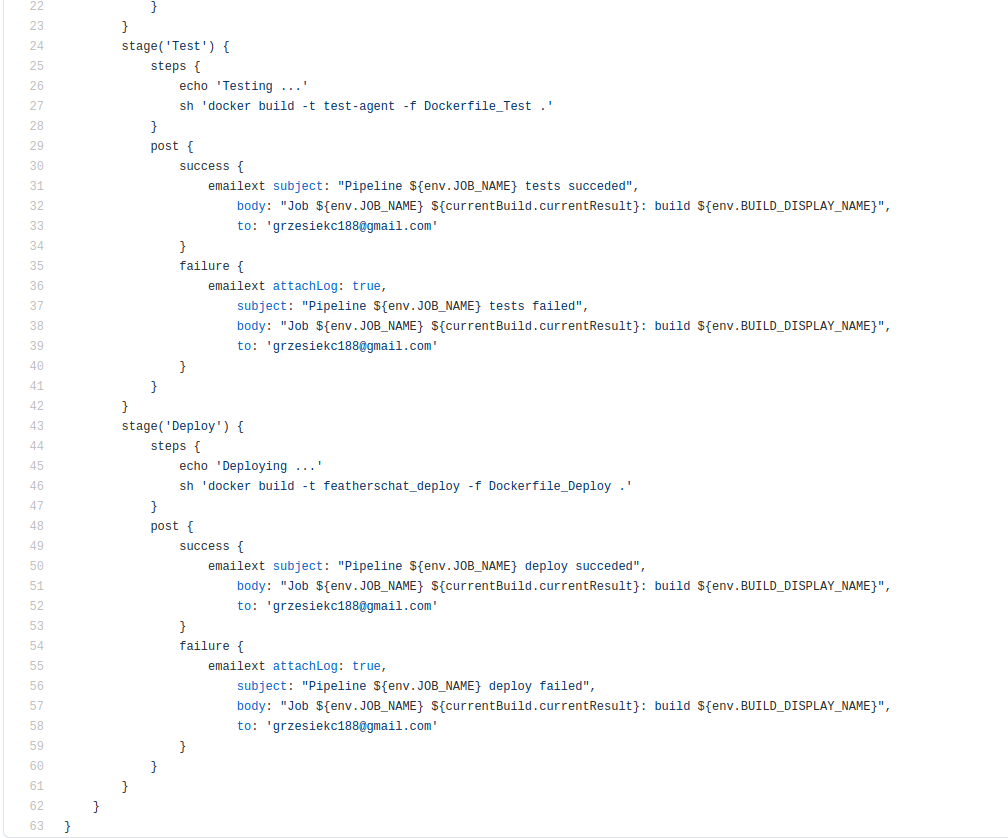 22             }
23         }
24         stage('Test') {
25             steps {
26                 echo 'Testing ...'
27                 sh 'docker build -t test-agent -f Dockerfile_Test .'
28             }
29             post {
30                 success {
31                     emailext subject: "Pipeline ${env.JOB_NAME} tests succeded",
32                         body: "Job ${env.JOB_NAME} ${currentBuild.currentResult}: build ${env.BUILD_DISPLAY_NAME}",
33                         to: 'grzesiekc188@gmail.com'
34                 }
35                 failure {
36                     emailext attachLog: true,
37                         subject: "Pipeline ${env.JOB_NAME} tests failed",
38                         body: "Job ${env.JOB_NAME} ${currentBuild.currentResult}: build ${env.BUILD_DISPLAY_NAME}",
39                         to: 'grzesiekc188@gmail.com'
40                 }
41             }
42         }
43         stage('Deploy') {
44             steps {
45                 echo 'Deploying ...'
46                 sh 'docker build -t featherschat_deploy -f Dockerfile_Deploy .'
47             }
48             post {
49                 success {
50                     emailext subject: "Pipeline ${env.JOB_NAME} deploy succeded",
51                         body: "Job ${env.JOB_NAME} ${currentBuild.currentResult}: build ${env.BUILD_DISPLAY_NAME}",
52                         to: 'grzesiekc188@gmail.com'
53                 }
54                 failure {
55                     emailext attachLog: true,
56                         subject: "Pipeline ${env.JOB_NAME} deploy failed",
57                         body: "Job ${env.JOB_NAME} ${currentBuild.currentResult}: build ${env.BUILD_DISPLAY_NAME}",
58                         to: 'grzesiekc188@gmail.com'
59                 }
60             }
61         }
62     }
63 }